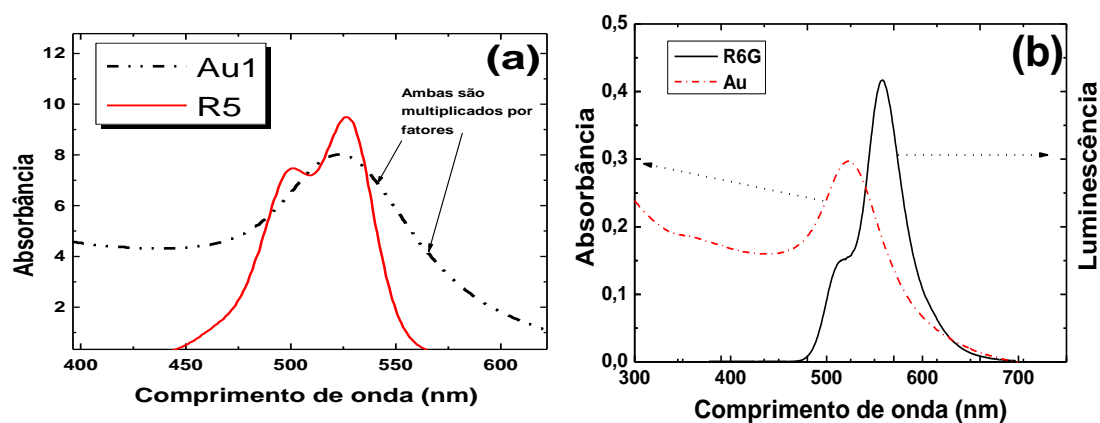 (a)
Au1
R5
Ambas são
multiplicados por
fatores
Absorbância
12
10
8
6
4
2
400
450
500
550
600
Comprimento de onda (nm)
(b)
R6G
Au
Absorbância
Luminescência
0,5
0,4
0,3
0,2
0,1
0,0
300
500
600
700
Comprimento de onda (nm)